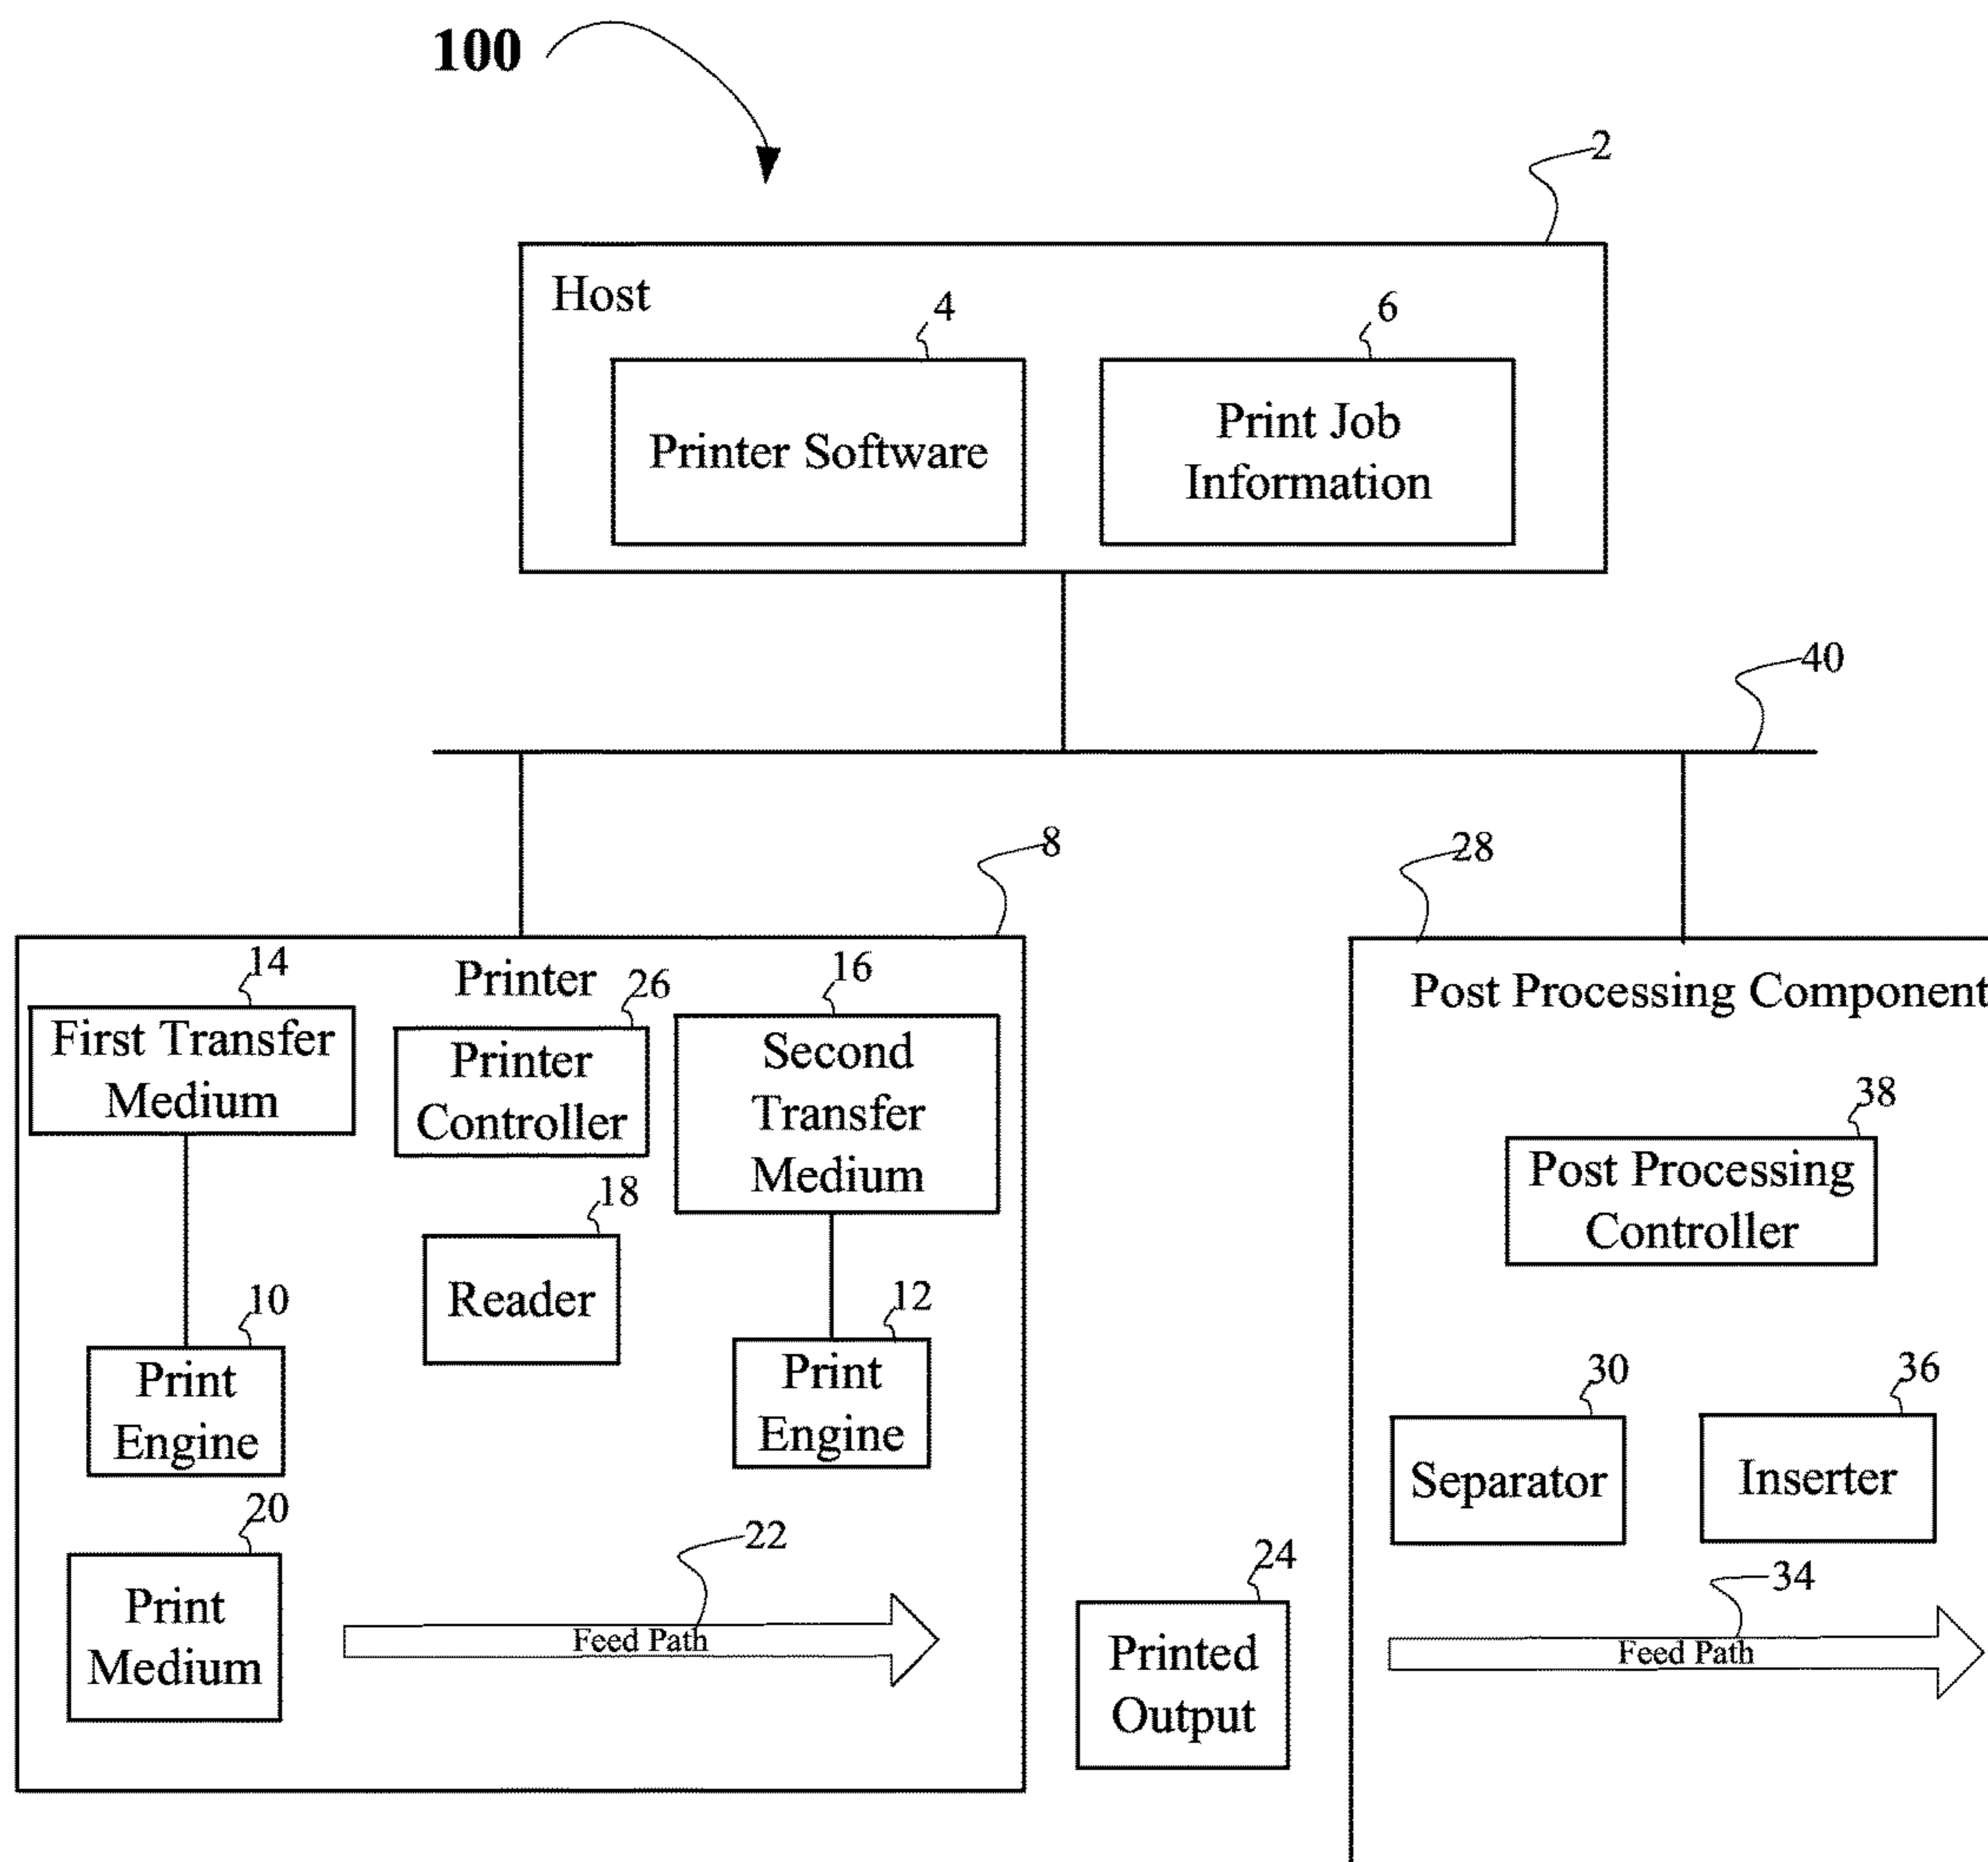 100
2
Host
4
6
Printer Software
Print Job
Information
40
8
28
14
Printer
26
16
First Transfer
Medium
Printer
Controller
Second
Transfer
Medium
18
Reader
10
12
Print
Engine
Print
Engine
20
22
Print
Medium
Feed Path
24
Printed
Output
Post Processing Component
38
Post Processing
Controller
30
36
Separator
Inserter
34
Feed Path